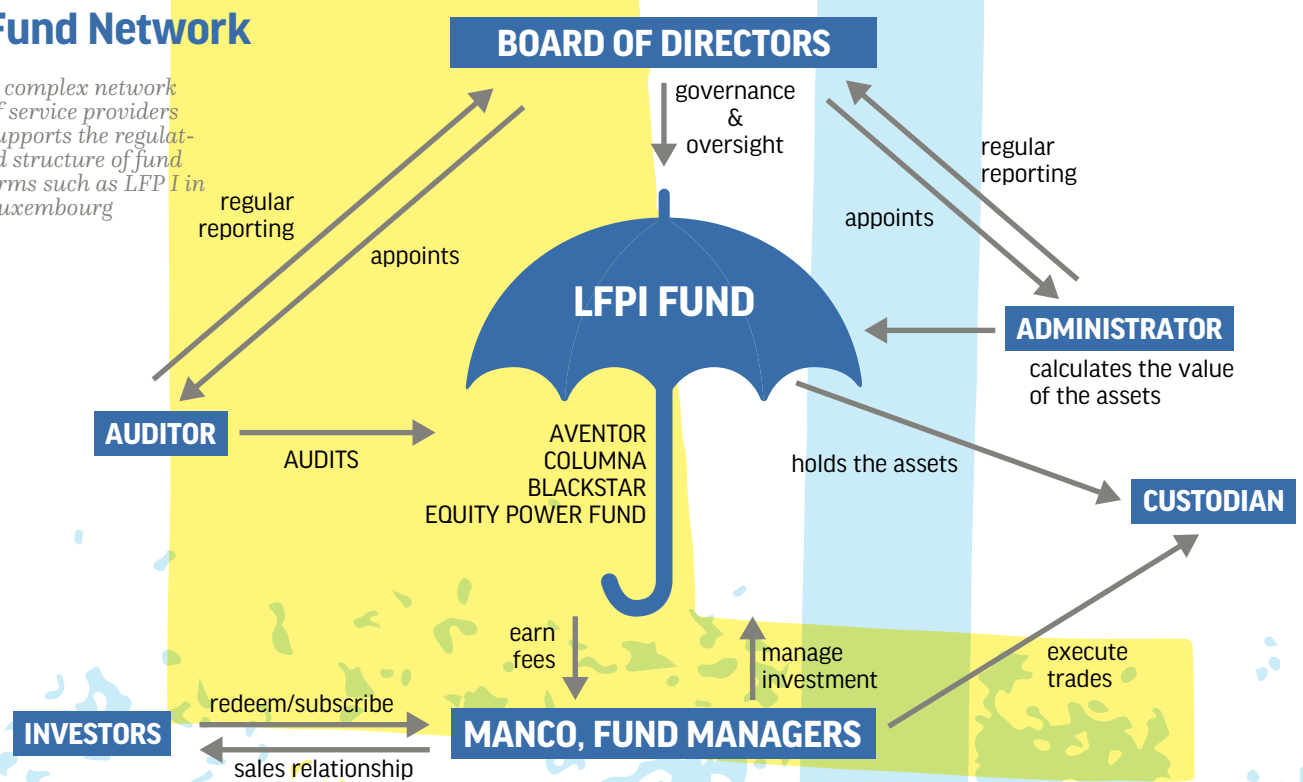 Fund Network
complex network
f service providers
upports the regulat-
d structure of fund
rms such as LFP I in
uxembourg
BOARD OF DIRECTORS
governance
&
oversight
regular
reporting
appoints
appoints
regular
reporting
LFPI FUND
ADMINISTRATOR
calculates the value
of the assets
AUDITOR
AUDITS
AVENTOR
COLUMNA
BLACKSTAR
EQUITY POWER FUND
holds the assets
CUSTODIAN
earn
fees
manage
investment
execute
trades
INVESTORS
redeem/subscribe
sales relationship
MANCO, FUND MANAGERS